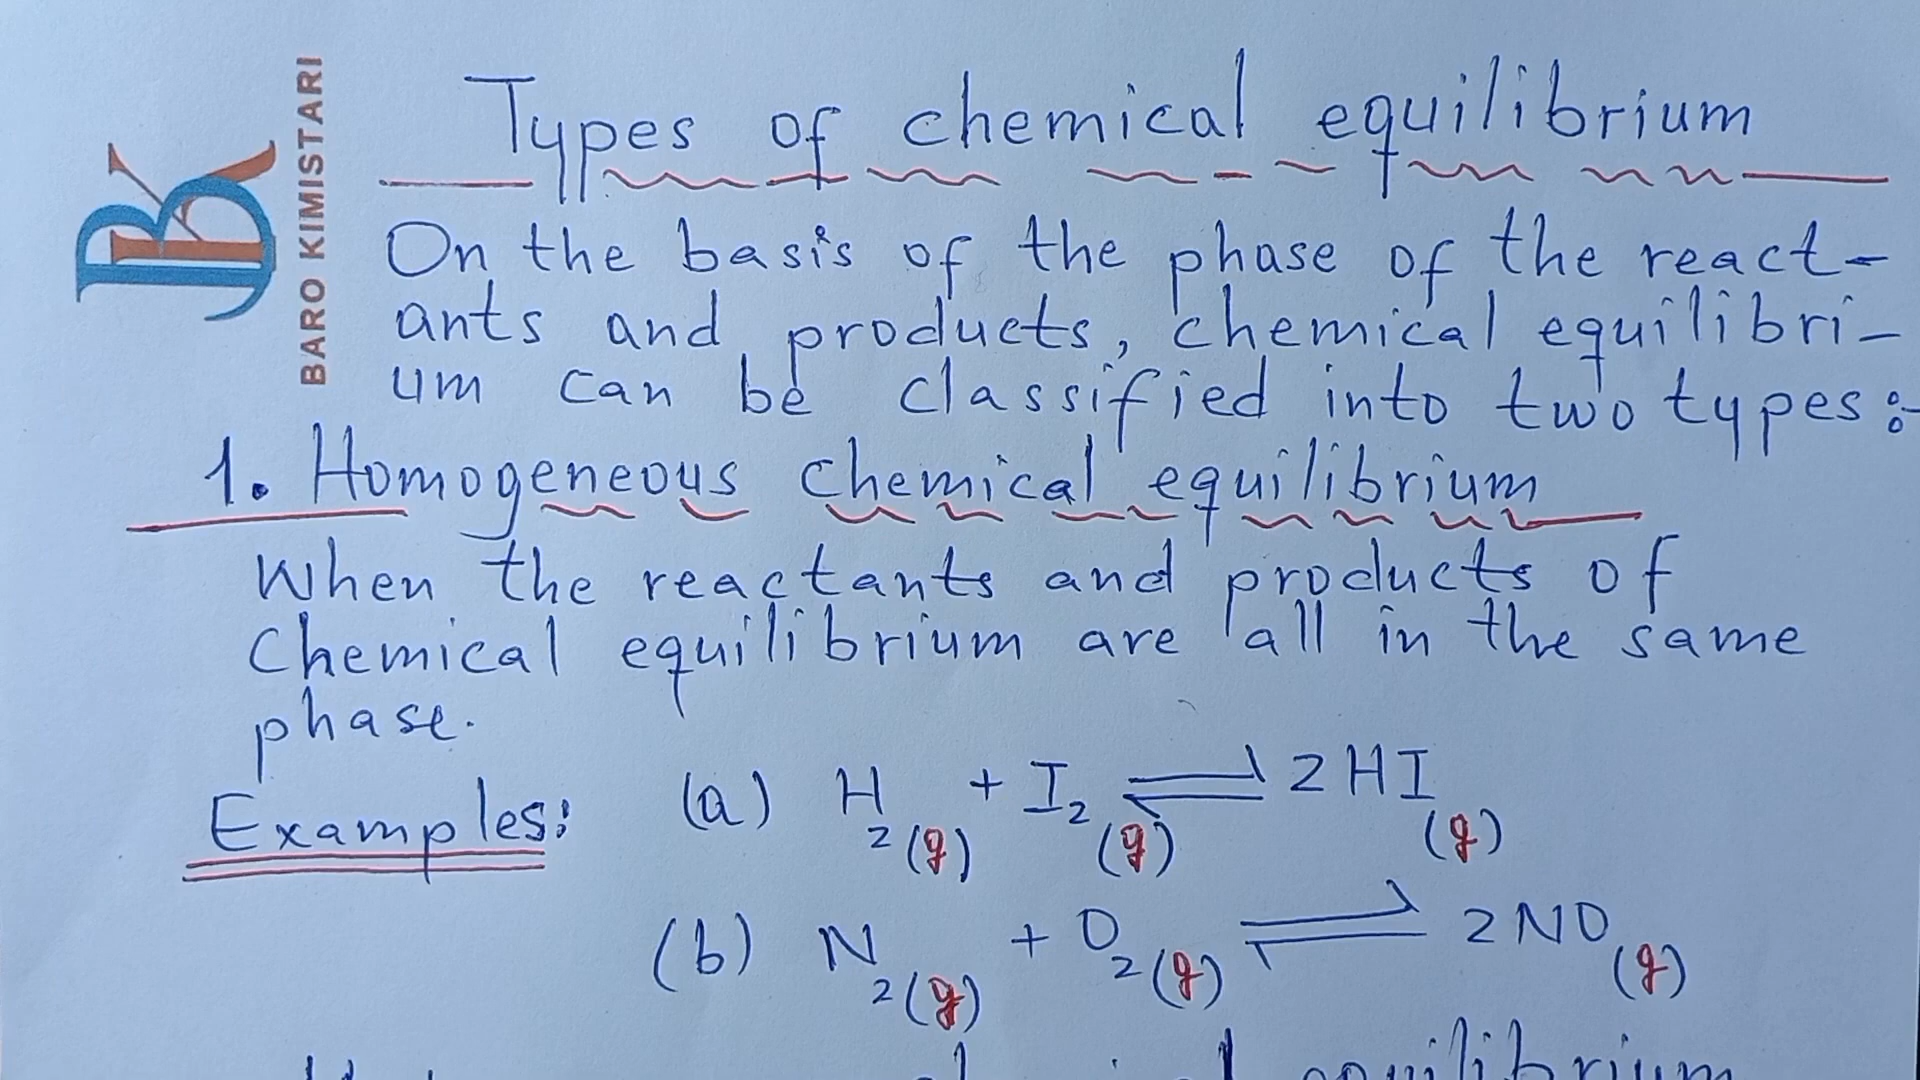 BARO KIMISTARI
Types of chemical equilibrium
On the basis of the phase of the react-
ants and products, chemical equilibri-
um can be classified into two types:-
1. Homogeneous chemical equilibrium
When the reactants and products of
chemical equilibrium are all in the same
phase.
Examples: (a) H2(g) + I2(g) ⇌ 2HI(g)
(b) N2(g) + O2(g) ⇌ 2NO(g)
equilibrium